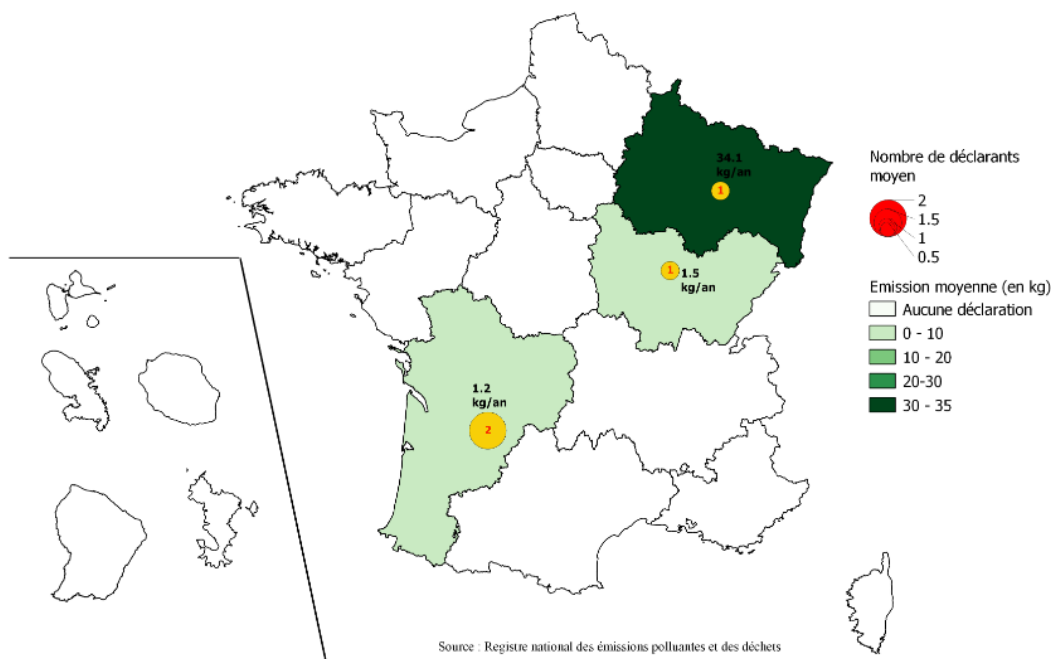 34.1
kg/an
1
1
1.5
kg/an
1.2
kg/an
2
Nombre de déclarants
moyen
2
1.5
1
0.5
Emission moyenne (en kg)
Aucune déclaration
0 - 10
10 - 20
20-30
30 - 35
Source : Registre national des émissions polluantes et des déchets